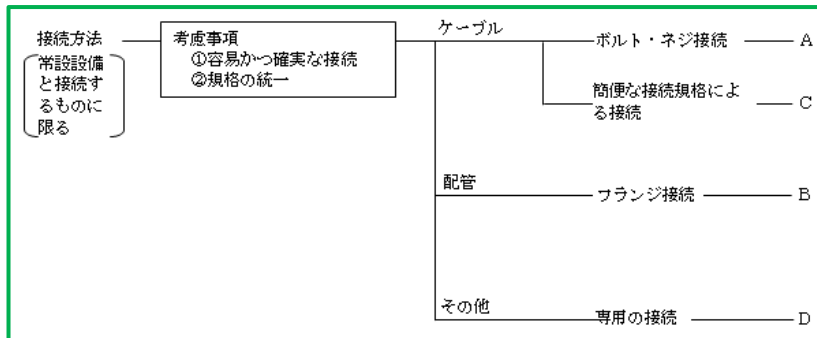 接続方法
常設設備
と接続す
るものに
限る
考慮事項
①容易かつ確実な接続
②規格の統一
ケーブル
ボルト・ネジ接続
A
簡便な接続規格によ
る接続
C
配管
フランジ接続
B
その他
専用の接続
D